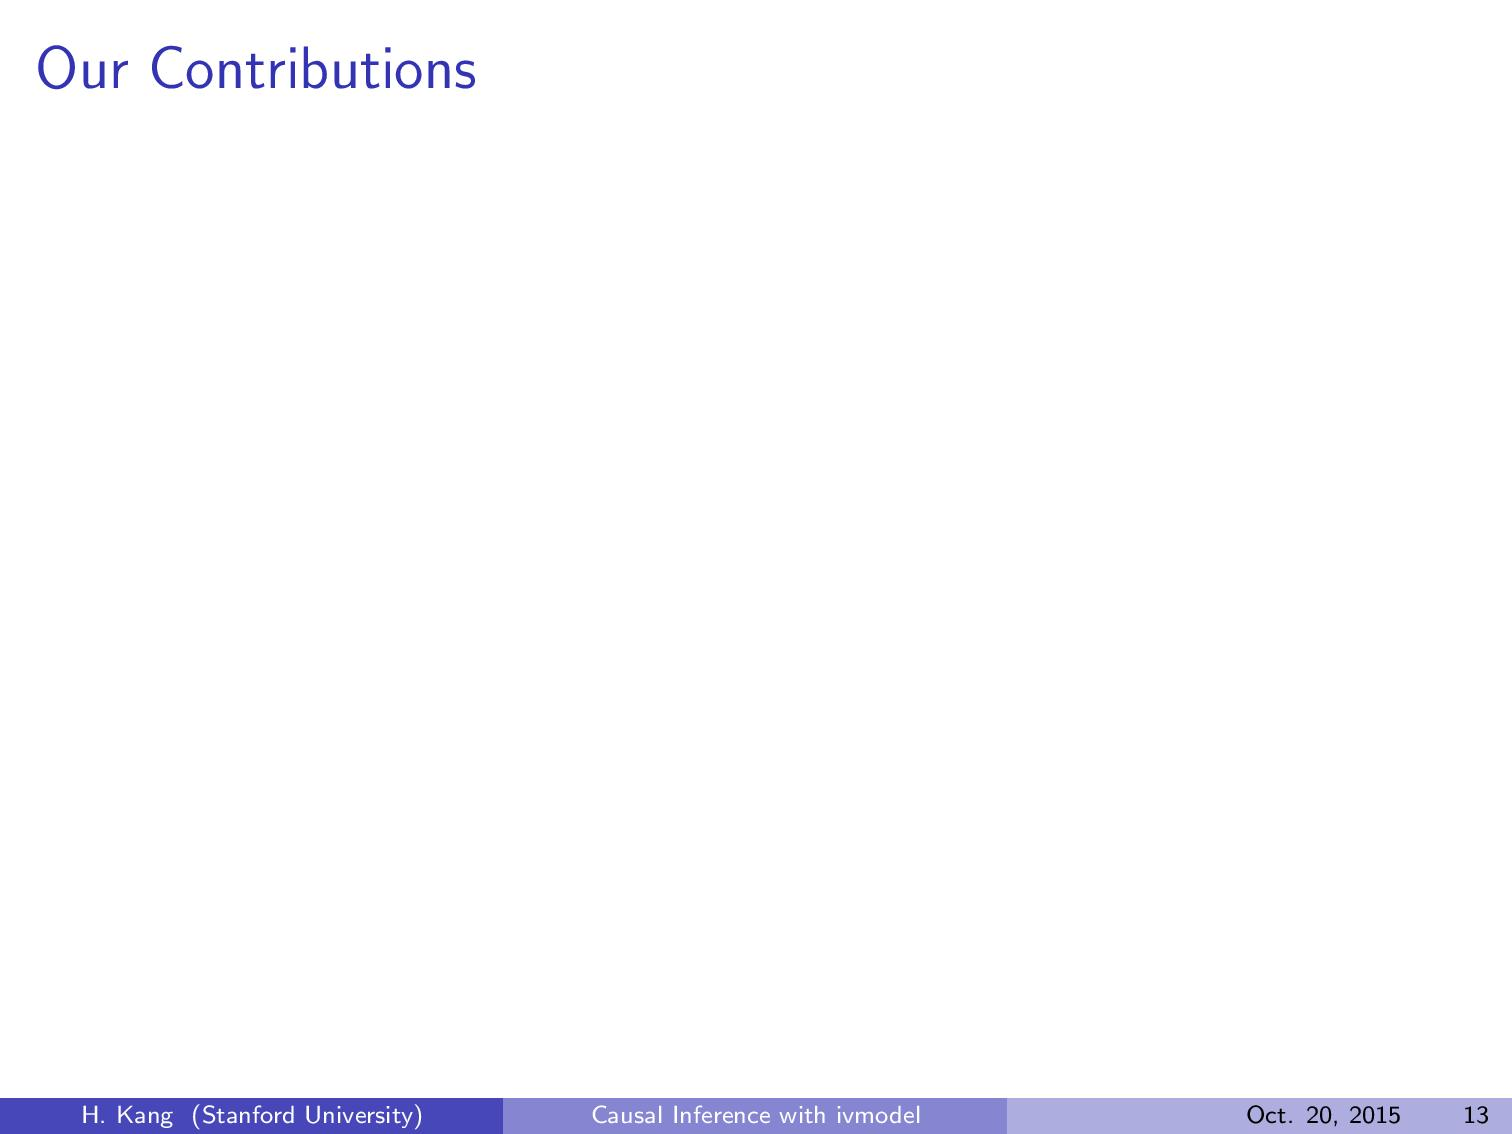 Our Contributions
H. Kang (Stanford University)
Causal Inference with ivmodel
Oct. 20, 2015
13